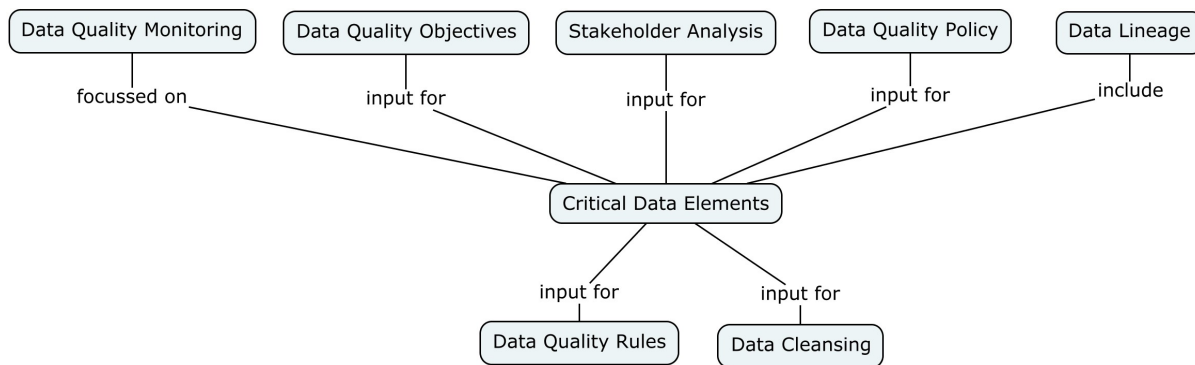 Data Quality Monitoring
Data Quality Objectives
Stakeholder Analysis
Data Quality Policy
Data Lineage
focussed on
input for
input for
input for
include
Critical Data Elements
input for
input for
Data Quality Rules
Data Cleansing